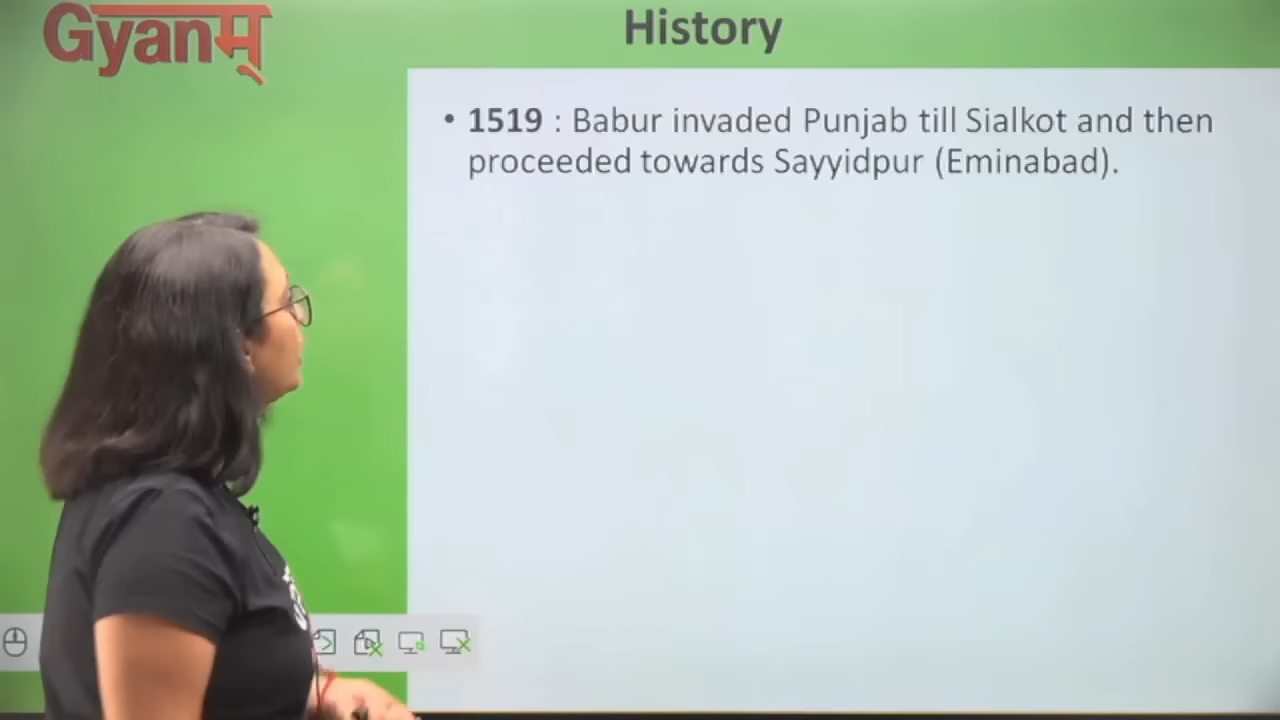 Gyanम्
History
• 1519 : Babur invaded Punjab till Sialkot and then
proceeded towards Sayyidpur (Eminabad).